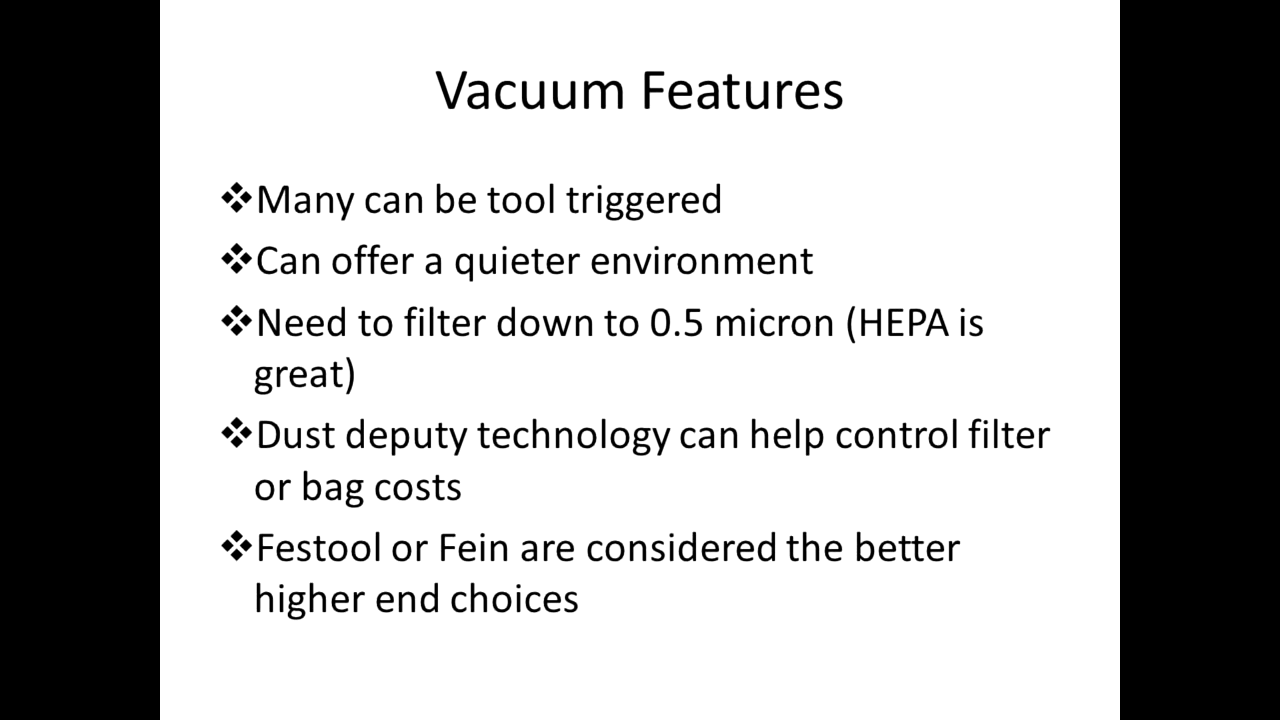 Vacuum Features
❖Many can be tool triggered
❖Can offer a quieter environment
❖Need to filter down to 0.5 micron (HEPA is
great)
❖Dust deputy technology can help control filter
or bag costs
❖Festool or Fein are considered the better
higher end choices